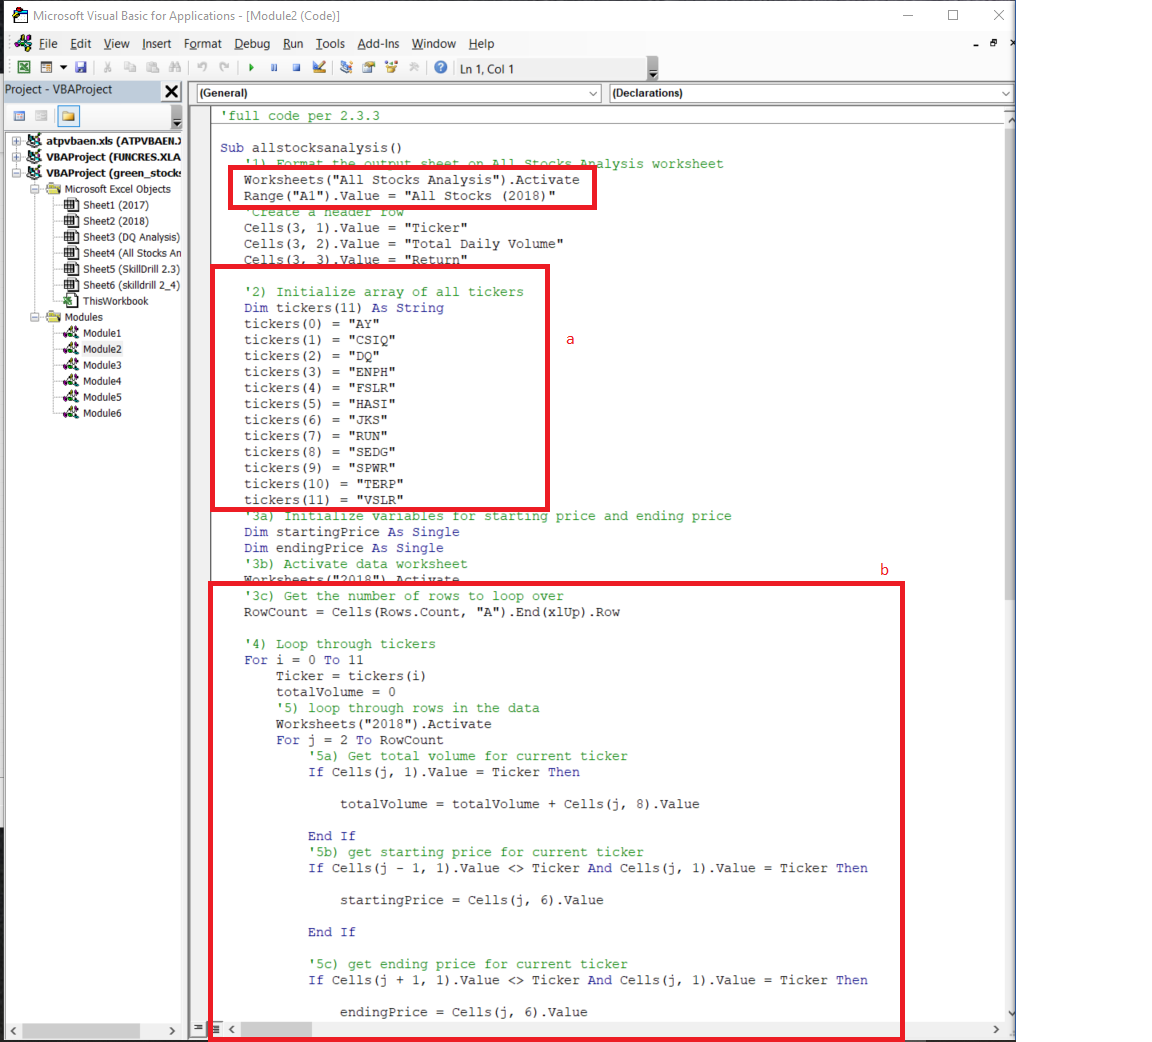 Microsoft Visual Basic for Applications - [Module2 (Code)]
File Edit View Insert Format Debug Run Tools Add-Ins Window Help
Ln 1, Col 1
Project - VBAProject
atpvbaen.xls (ATPVBAEN.X
VBAProject (FUNCRES.XLA
VBAProject (green_stocks
Microsoft Excel Objects
Sheet1 (2017)
Sheet2 (2018)
Sheet3 (DQ Analysis)
Sheet4 (All Stocks An
Sheet5 (SkillDrill 2.3)
Sheet6 (skilldrill 2_4)
ThisWorkbook
Modules
Module1
Module2
Module3
Module4
Module5
Module6
(General) (Declarations)
'full code per 2.3.3
Sub allstocksanalysis()
'1) Format the output sheet on All Stocks Analysis worksheet
Worksheets("All Stocks Analysis").Activate
Range("A1").Value = "All Stocks (2018)"
'Create a header row
Cells(3, 1).Value = "Ticker"
Cells(3, 2).Value = "Total Daily Volume"
Cells(3, 3).Value = "Return"
'2) Initialize array of all tickers
Dim tickers(11) As String
tickers(0) = "AY"
tickers(1) = "CSIQ"
tickers(2) = "DQ"
tickers(3) = "ENPH"
tickers(4) = "FSLR"
tickers(5) = "HASI"
tickers(6) = "JKS"
tickers(7) = "RUN"
tickers(8) = "SEDG"
tickers(9) = "SPWR"
tickers(10) = "TERP"
tickers(11) = "VSLR"
a
'3a) Initialize variables for starting price and ending price
Dim startingPrice As Single
Dim endingPrice As Single
'3b) Activate data worksheet
Worksheets("2018").Activate
b
'3c) Get the number of rows to loop over
RowCount = Cells(Rows.Count, "A").End(xlUp).Row
'4) Loop through tickers
For i = 0 To 11
Ticker = tickers(i)
totalVolume = 0
'5) loop through rows in the data
Worksheets("2018").Activate
For j = 2 To RowCount
'5a) Get total volume for current ticker
If Cells(j, 1).Value = Ticker Then
totalVolume = totalVolume + Cells(j, 8).Value
End If
'5b) get starting price for current ticker
If Cells(j - 1, 1).Value <> Ticker And Cells(j, 1).Value = Ticker Then
startingPrice = Cells(j, 6).Value
End If
'5c) get ending price for current ticker
If Cells(j + 1, 1).Value <> Ticker And Cells(j, 1).Value = Ticker Then
endingPrice = Cells(j, 6).Value